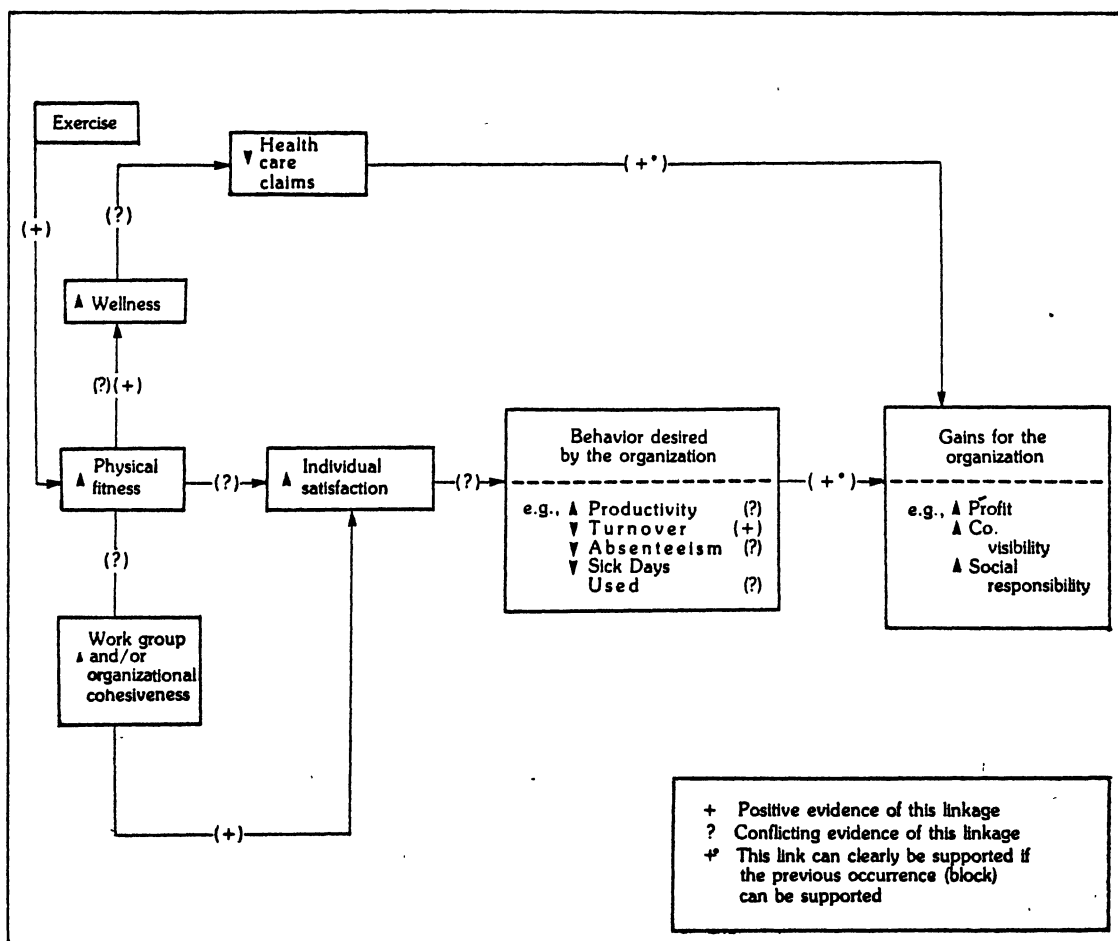 Exercise
▼ Health
care
claims
(+*)
(?)
(+)
▲ Wellness
(?)(+)
▲ Physical
fitness
(?)
▲ Individual
satisfaction
(?)
Behavior desired
by the organization
e.g., ▲ Productivity (?)
▼ Turnover (+)
▼ Absenteeism (?)
▼ Sick Days
Used (?)
(+*)
Gains for the
organization
e.g., ▲ Profit
▲ Co.
visibility
▲ Social
responsibility
(?)
Work group
▲ and/or
organizational
cohesiveness
(+)
+ Positive evidence of this linkage
? Conflicting evidence of this linkage
+* This link can clearly be supported if
the previous occurrence (block)
can be supported